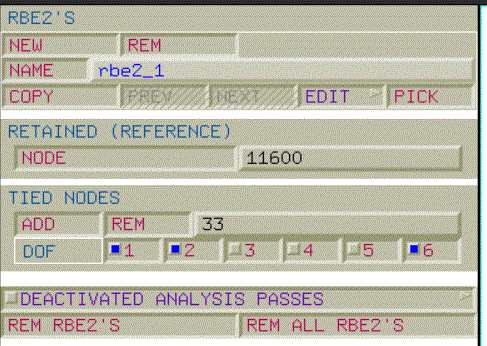 RBE2'S
NEW REM
NAME rbe2_1
COPY PREV NEXT EDIT PICK
RETAINED (REFERENCE)
NODE 11600
TIED NODES
ADD REM 33
DOF 1 2 3 4 5 6
DEACTIVATED ANALYSIS PASSES
REM RBE2'S REM ALL RBE2'S